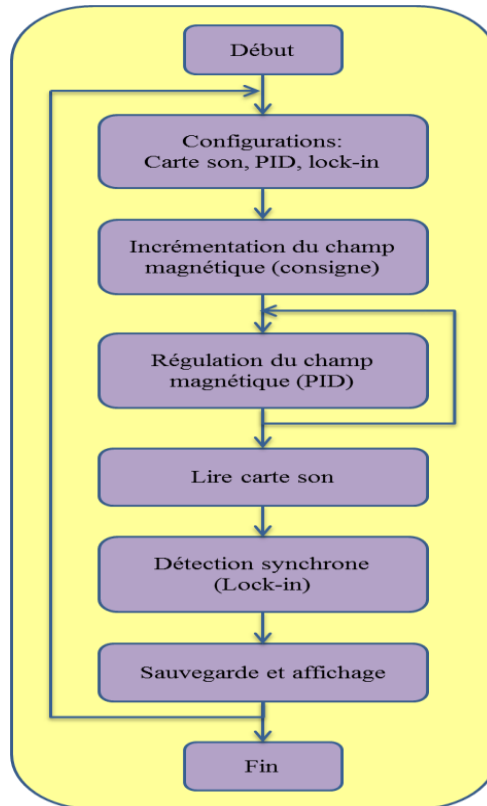 Début
Configurations:
Carte son, PID, lock-in
Incrémentation du champ
magnétique (consigne)
Régulation du champ
magnétique (PID)
Lire carte son
Détection synchrone
(Lock-in)
Sauvegarde et affichage
Fin